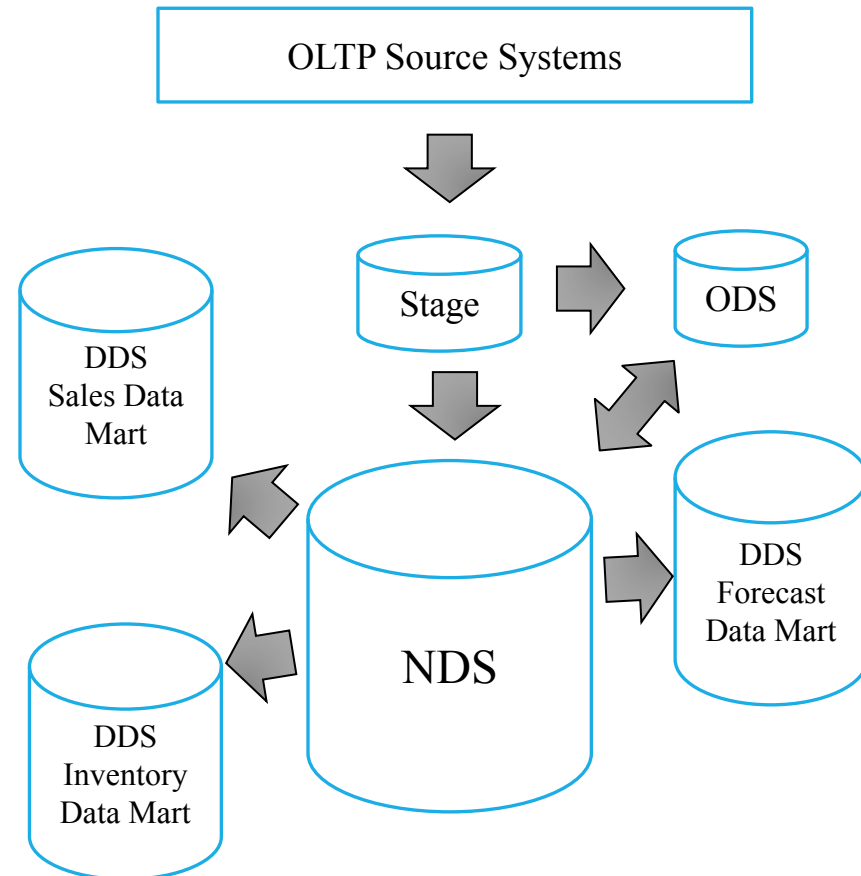 OLTP Source Systems
Stage
ODS
DDS
Sales Data
Mart
DDS
Forecast
Data Mart
NDS
DDS
Inventory
Data Mart